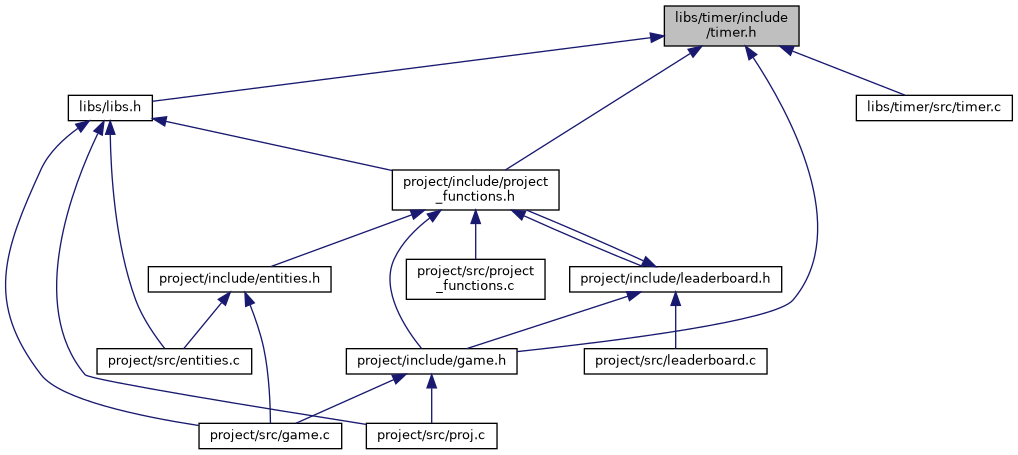 libs/timer/include
/timer.h
libs/libs.h
libs/timer/src/timer.c
project/include/project
_functions.h
project/include/entities.h
project/src/project
_functions.c
project/include/leaderboard.h
project/src/entities.c
project/include/game.h
project/src/leaderboard.c
project/src/game.c
project/src/proj.c